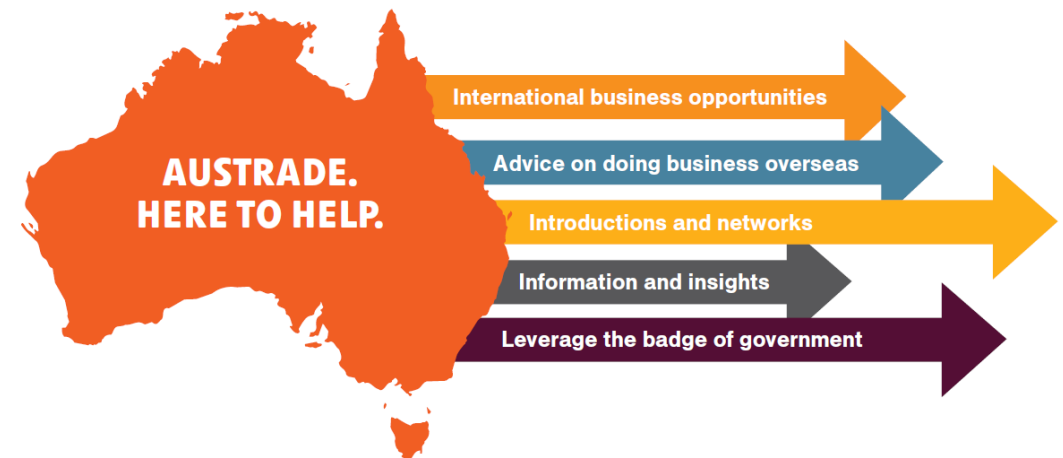 AUSTRADE.
HERE TO HELP.
International business opportunities
Advice on doing business overseas
Introductions and networks
Information and insights
Leverage the badge of government